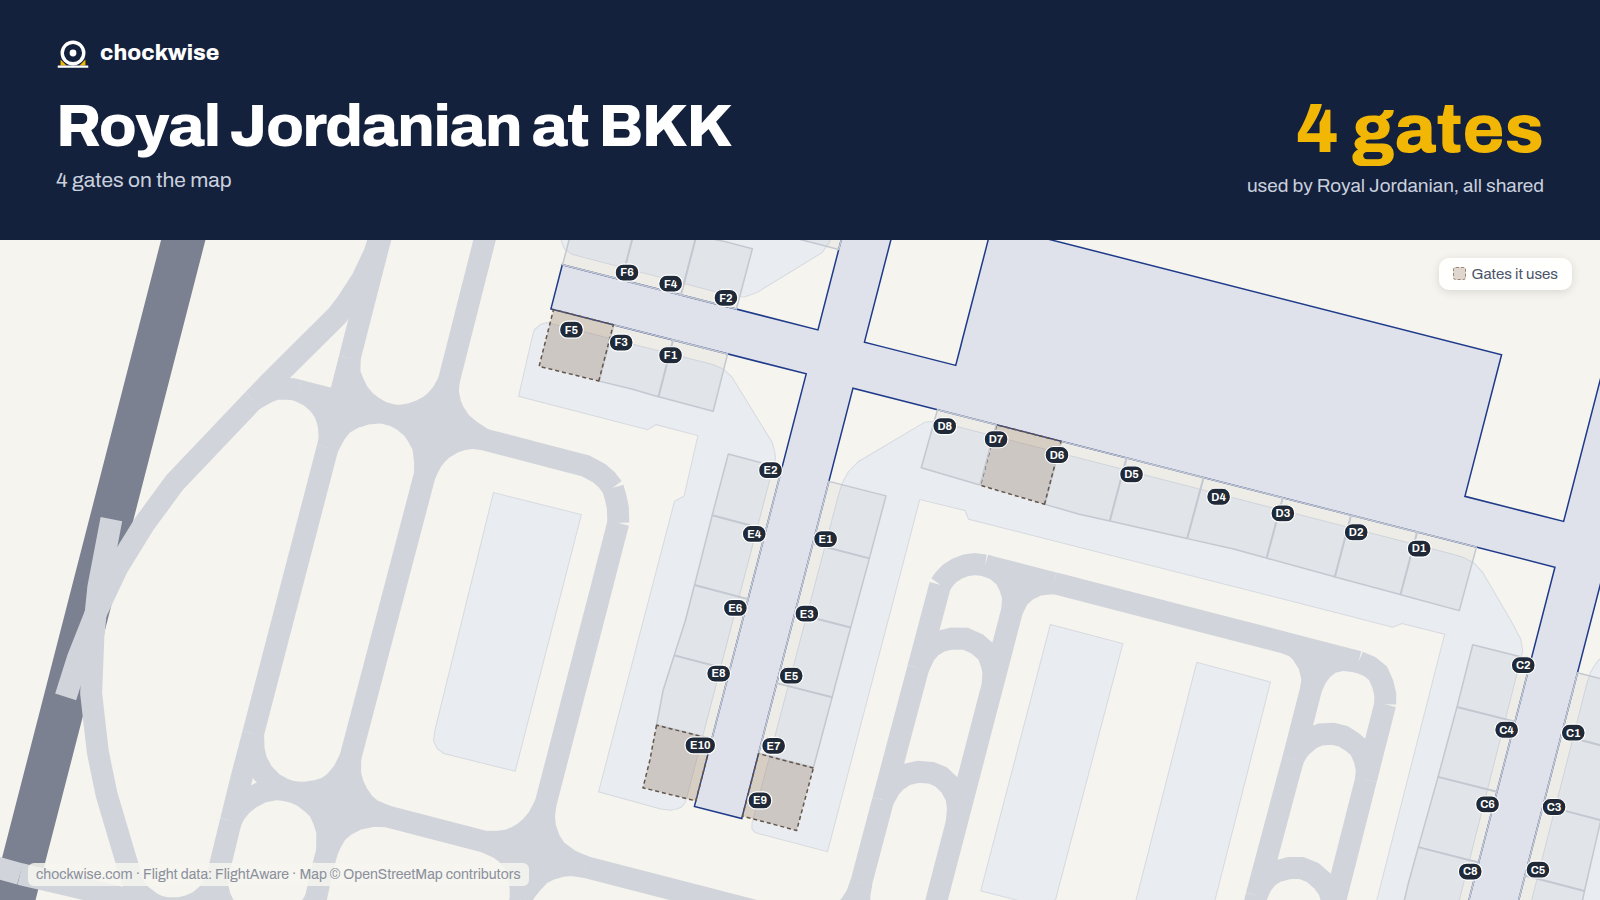 chockwise
Royal Jordanian at BKK
4 gates on the map
4 gates
used by Royal Jordanian, all shared
Gates it uses
F6
F4
F2
F5
F3
F1
D8
D7
D6
D5
D4
D3
D2
D1
E2
E4
E1
E6
E3
E8
E5
E10
E7
E9
C2
C4
C1
C6
C3
C8
C5
chockwise.com · Flight data: FlightAware · Map © OpenStreetMap contributors